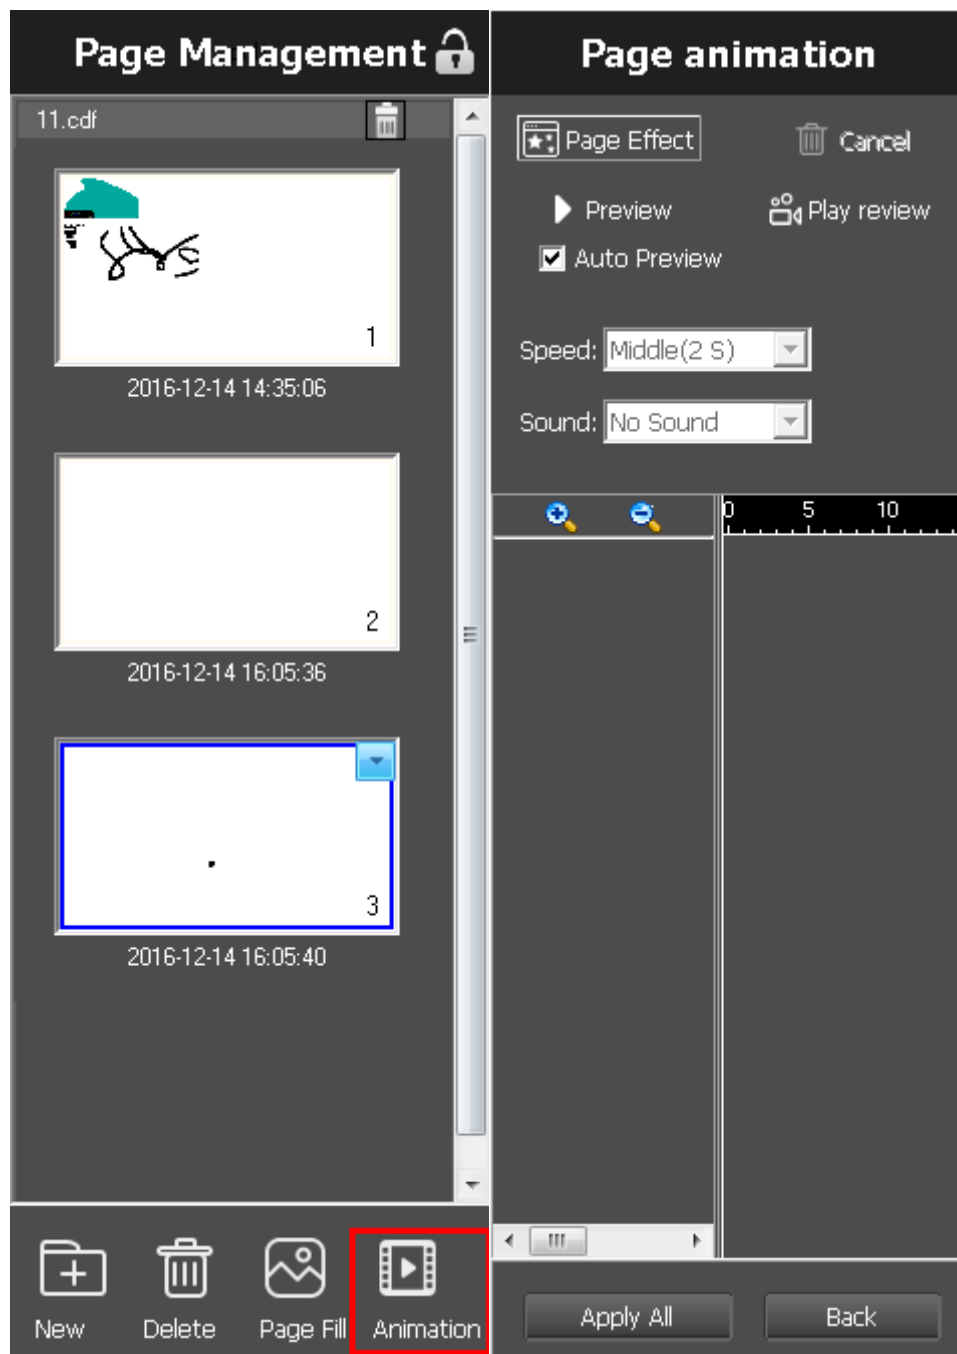 Page Management
11.cdf
1
2016-12-14 14:35:06
2
2016-12-14 16:05:36
3
2016-12-14 16:05:40
New
Delete
Page Fill
Animation
Page animation
Page Effect
Cancel
Preview
Play review
Auto Preview
Speed: Middle(2 S)
Sound: No Sound
0 5 10
Apply All
Back